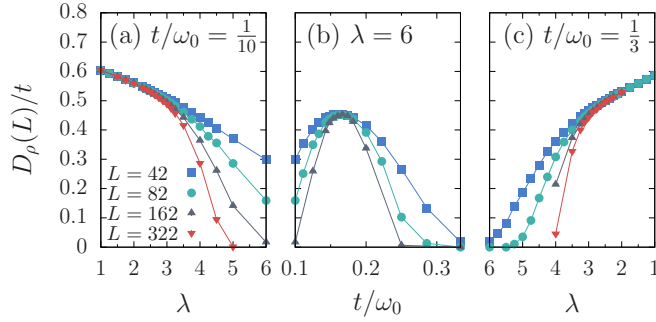 0.8
0.7
0.6
0.5
0.4
0.3
0.2
0.1
0
D_ρ(L)/t
(a) t/ω₀ = 1/10
(b) λ = 6
(c) t/ω₀ = 1/3
L = 42
L = 82
L = 162
L = 322
1 2 3 4 5 6
0.1 0.2 0.3
6 5 4 3 2 1
λ
t/ω₀
λ